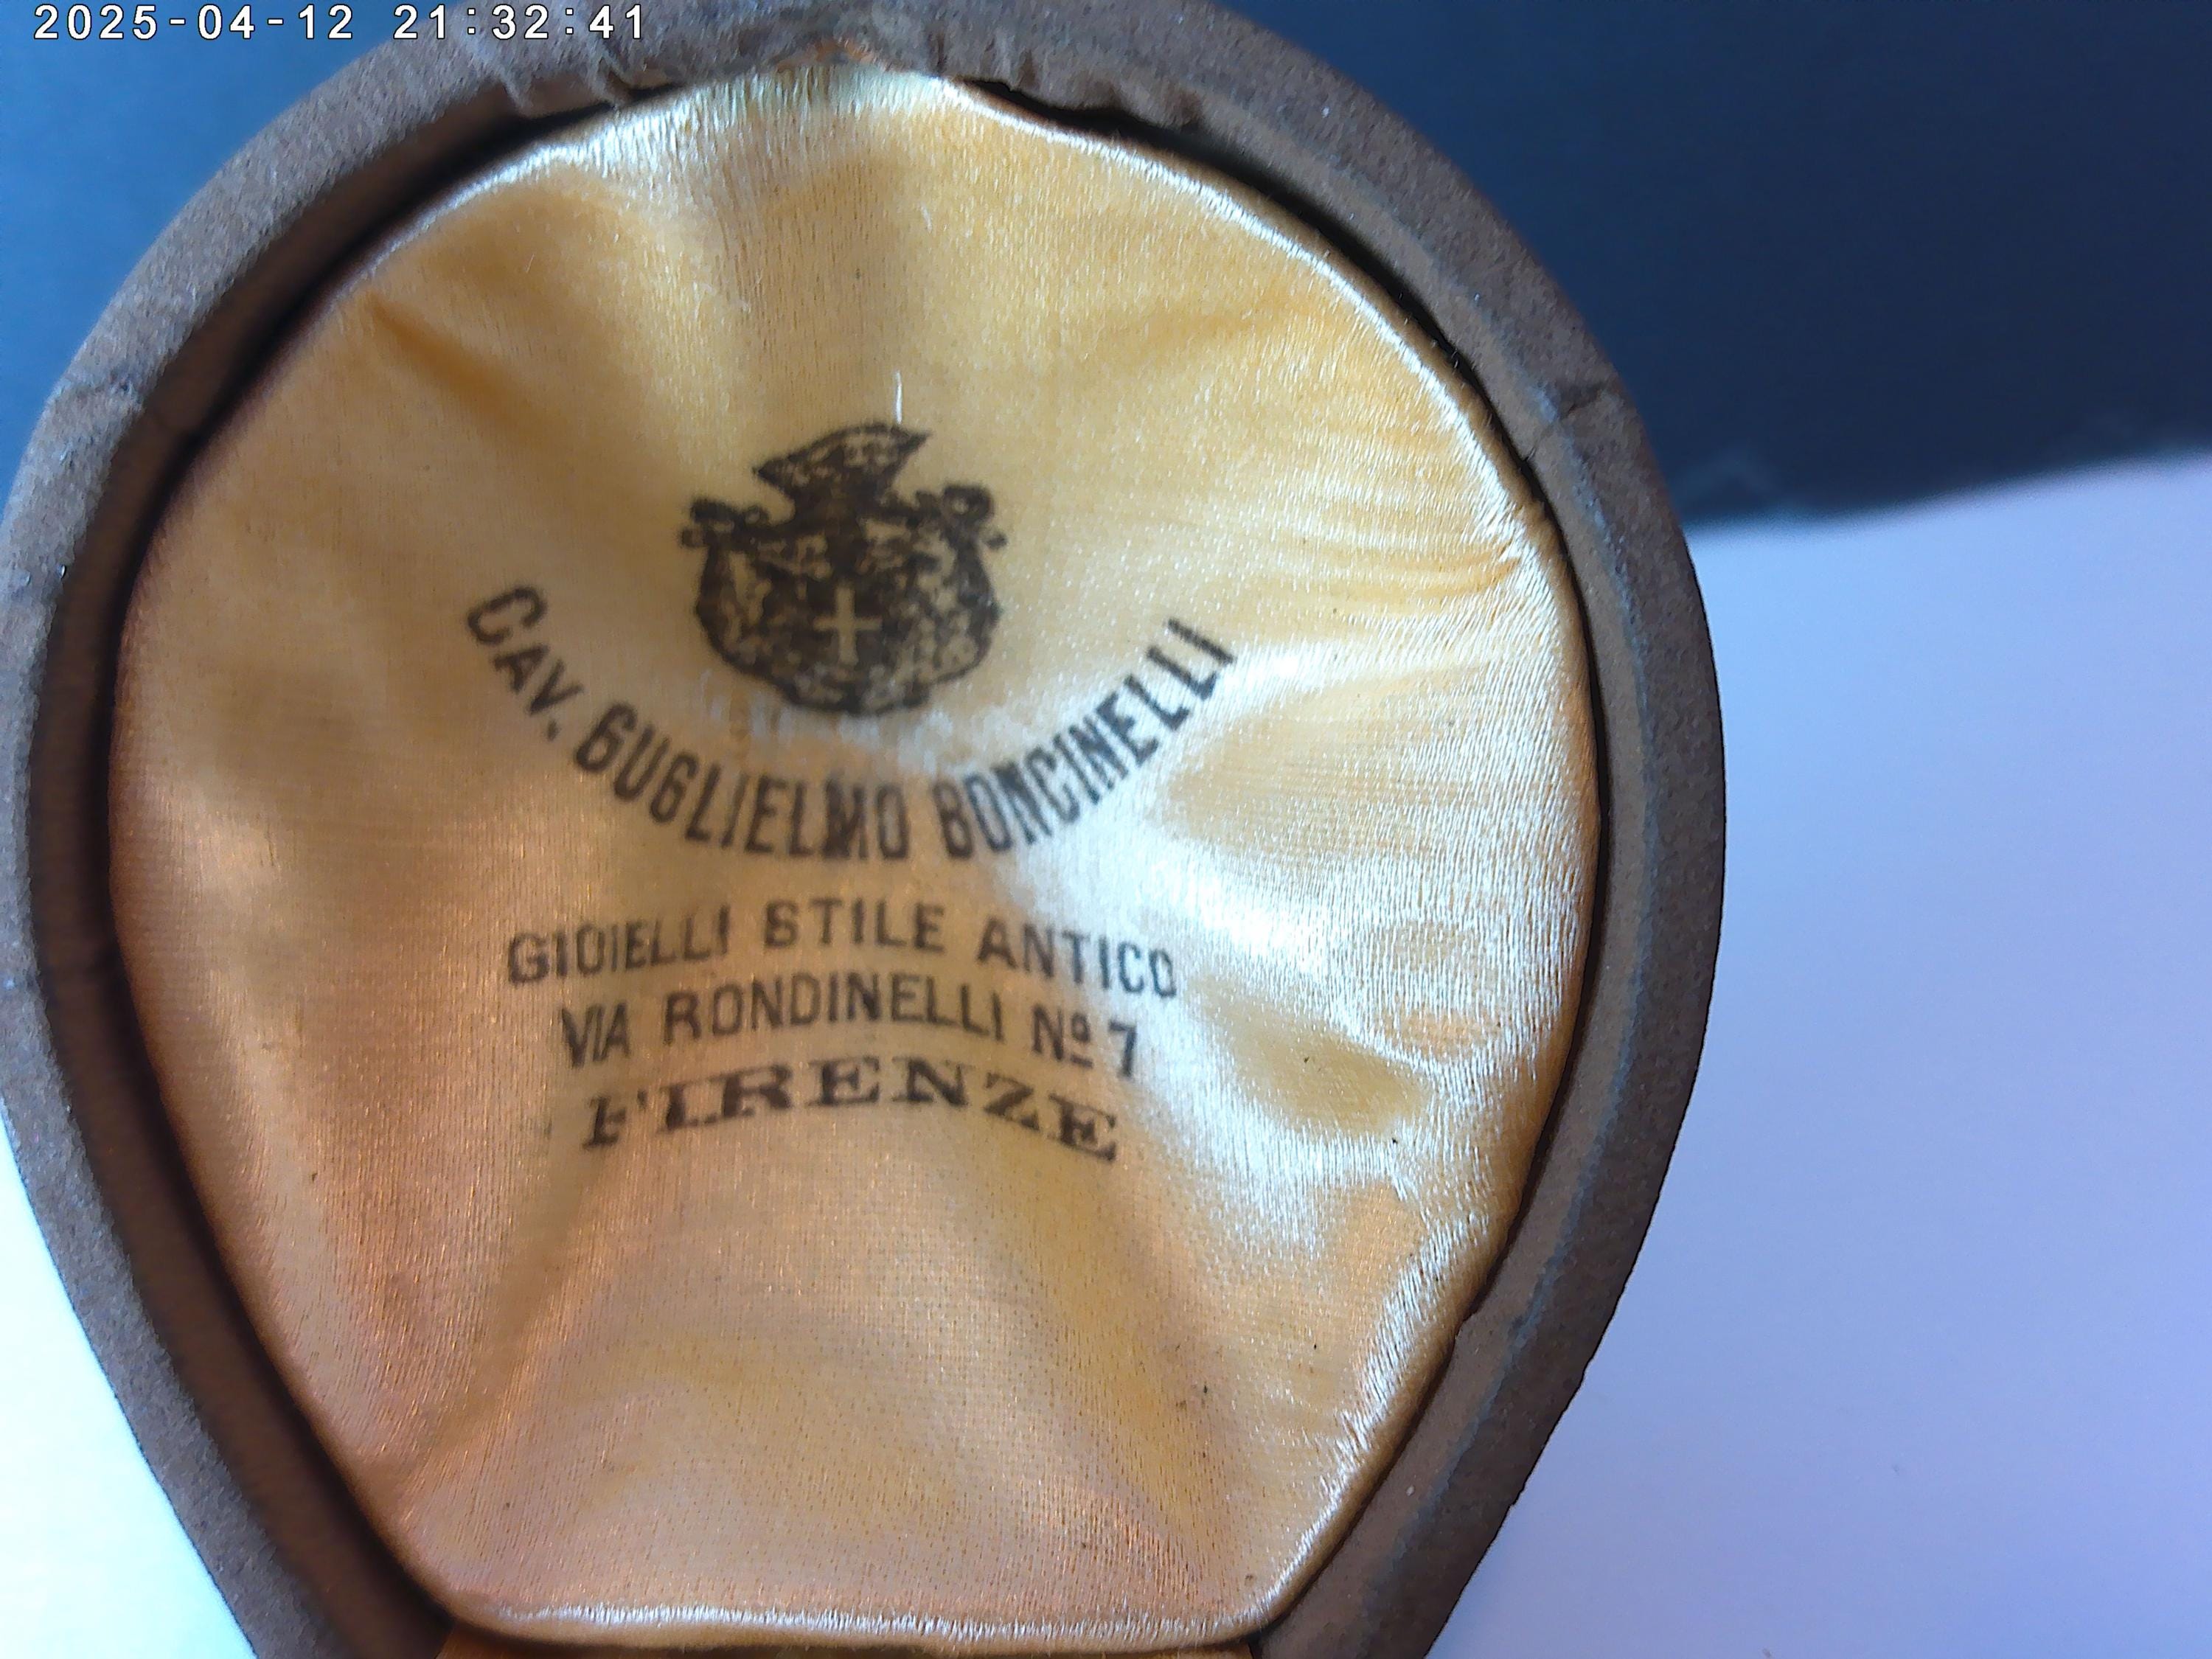 2025-04-12 21:32:41
CAV. GUGLIELMO BONCINELLI
GIOIELLI STILE ANTICO
VIA RONDINELLI Nº 7
FIRENZE